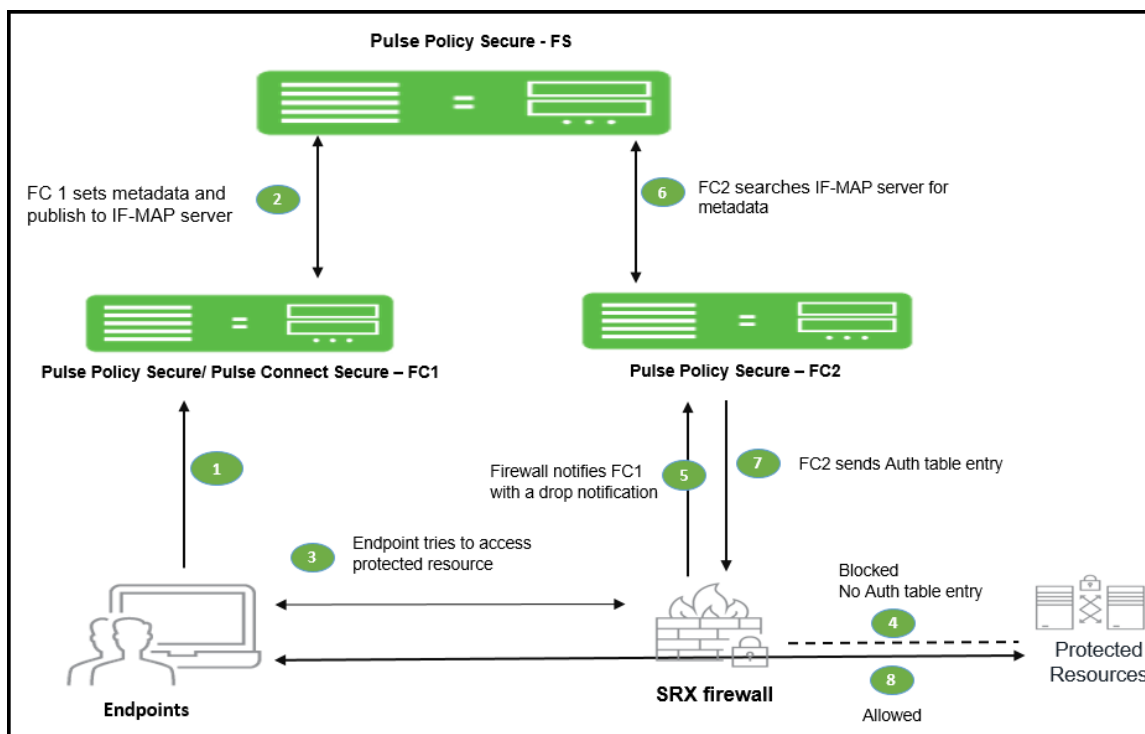 Pulse Policy Secure - FS
FC 1 sets metadata and
publish to IF-MAP server
2
6
FC2 searches IF-MAP server for
metadata
Pulse Policy Secure/ Pulse Connect Secure – FC1
Pulse Policy Secure – FC2
1
Firewall notifies FC1
with a drop notification
5
7
FC2 sends Auth table entry
3
Endpoint tries to access
protected resource
Blocked
No Auth table entry
4
Protected
Resources
8
Allowed
SRX firewall
Endpoints